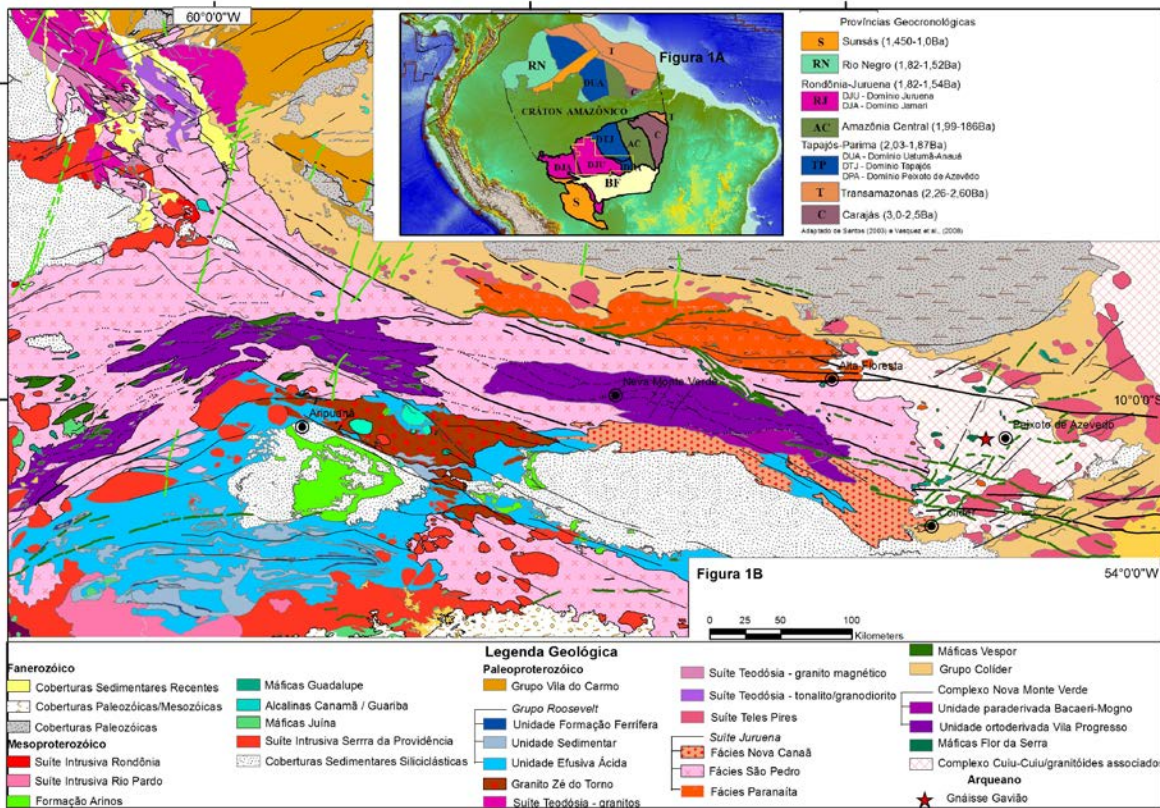 60°0'0"W
Figura 1A
RN
T
DUA
C
CRÁTON AMAZÔNICO
T
DTJ
AC
C
DJA
DJU
BF
S
Províncias Geocronológicas
S Sunsás (1,450-1,0Ba)
RN Rio Negro (1,82-1,52Ba)
Rondônia-Juruena (1,82-1,54Ba)
RJ DJU - Domínio Juruena
DJA - Domínio Jamari
AC Amazônia Central (1,99-186Ba)
Tapajós-Parima (2,03-1,87Ba)
TP DUA - Domínio Uatumã-Anauá
DTJ - Domínio Tapajós
DPA - Domínio Peixoto de Azevêdo
T Transamazonas (2,26-2,60Ba)
C Carajás (3,0-2,5Ba)
Adaptado de Santos (2003) e Vasquez et al., (2008)
Alta Floresta
Nova Monte Verde
10°0'0"S
Aripuanã
Peixoto de Azevedo
Colíder
Figura 1B
54°0'0"W
0 25 50 100
Kilometers
Legenda Geológica
Fanerozóico
Coberturas Sedimentares Recentes
Coberturas Paleozóicas/Mesozóicas
Coberturas Paleozóicas
Mesoproterozóico
Suíte Intrusiva Rondônia
Suíte Intrusiva Rio Pardo
Formação Arinos
Máficas Guadalupe
Alcalinas Canamã / Guariba
Máficas Juína
Suíte Intrusiva Serrra da Providência
Coberturas Sedimentares Siliciclásticas
Paleoproterozóico
Grupo Vila do Carmo
Grupo Roosevelt
Unidade Formação Ferrífera
Unidade Sedimentar
Unidade Efusiva Ácida
Granito Zé do Torno
Suíte Teodósia - granitos
Suíte Teodósia - granito magnético
Suíte Teodósia - tonalito/granodiorito
Suíte Teles Pires
Suíte Juruena
Fácies Nova Canaã
Fácies São Pedro
Fácies Paranaíta
Máficas Vespor
Grupo Colíder
Complexo Nova Monte Verde
Unidade paraderivada Bacaeri-Mogno
Unidade ortoderivada Vila Progresso
Máficas Flor da Serra
Complexo Cuiu-Cuiu/granitóides associados
Arqueano
Gnáisse Gavião